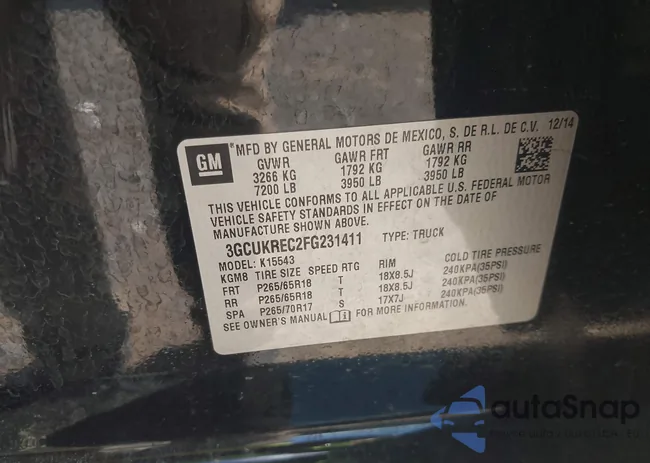 GM
MFD BY GENERAL MOTORS DE MEXICO, S. DE R.L. DE C.V. 12/14
GVWR GAWR FRT GAWR RR
3266 KG 1792 KG 1792 KG
7200 LB 3950 LB 3950 LB
THIS VEHICLE CONFORMS TO ALL APPLICABLE U.S. FEDERAL MOTOR
VEHICLE SAFETY STANDARDS IN EFFECT ON THE DATE OF
MANUFACTURE SHOWN ABOVE.
3GCUKREC2FG231411 TYPE: TRUCK
MODEL: K15543
KGM8 TIRE SIZE SPEED RTG RIM COLD TIRE PRESSURE
FRT P265/65R18 T 18X8.5J 240KPA(35PSI)
RR P265/65R18 T 18X8.5J 240KPA(35PSI)
SPA P265/70R17 S 17X7J 240KPA(35PSI)
SEE OWNER'S MANUAL FOR MORE INFORMATION.
autoSnap